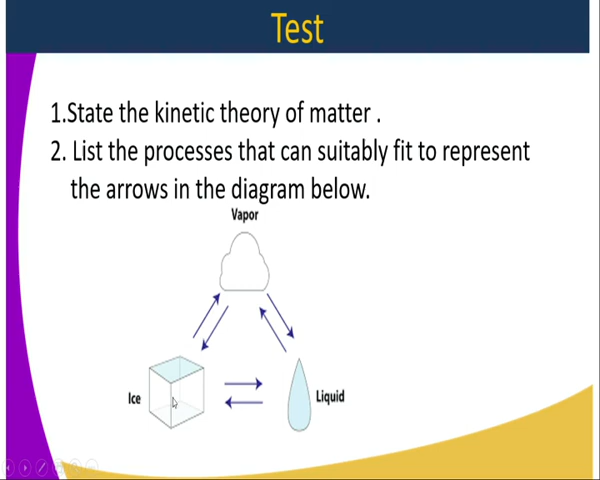 Test
1.State the kinetic theory of matter .
2. List the processes that can suitably fit to represent
the arrows in the diagram below.
Vapor
Ice
Liquid